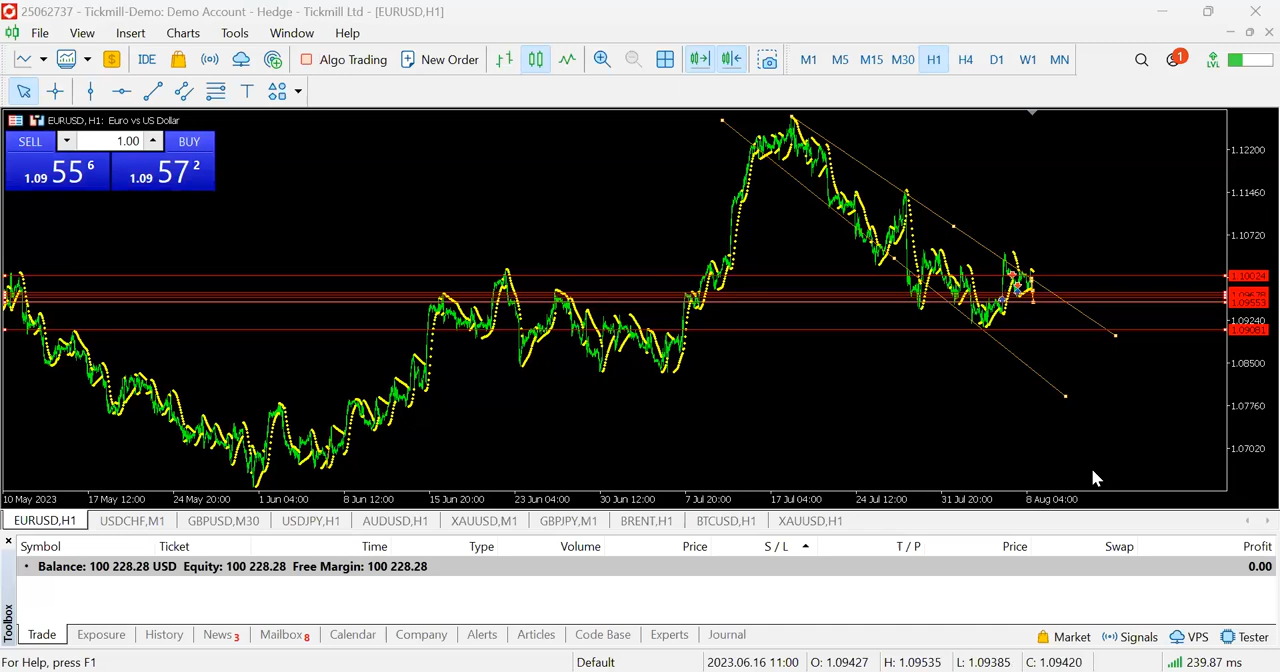 25062737 - Tickmill-Demo: Demo Account - Hedge - Tickmill Ltd - [EURUSD,H1]
File View Insert Charts Tools Window Help
$ IDE Algo Trading New Order M1 M5 M15 M30 H1 H4 D1 W1 MN 1 LVL
T
EURUSD, H1: Euro vs US Dollar
SELL 1.00 BUY
1.09 55 6 1.09 57 2
1.12200
1.11460
1.10720
1.10024
1.09553
1.09240
1.09081
1.08500
1.07760
1.07020
10 May 2023 17 May 12:00 24 May 20:00 1 Jun 04:00 8 Jun 12:00 15 Jun 20:00 23 Jun 04:00 30 Jun 12:00 7 Jul 20:00 17 Jul 04:00 24 Jul 12:00 31 Jul 20:00 8 Aug 04:00
EURUSD,H1 USDCHF,M1 GBPUSD,M30 USDJPY,H1 AUDUSD,H1 XAUUSD,M1 GBPJPY,M1 BRENT,H1 BTCUSD,H1 XAUUSD,H1
Symbol Ticket Time Type Volume Price S / L T / P Price Swap Profit
Balance: 100 228.28 USD Equity: 100 228.28 Free Margin: 100 228.28 0.00
Toolbox
Trade Exposure History News 3 Mailbox 8 Calendar Company Alerts Articles Code Base Experts Journal Market Signals VPS Tester
For Help, press F1 Default 2023.06.16 11:00 O: 1.09427 H: 1.09535 L: 1.09385 C: 1.09420 239.87 ms